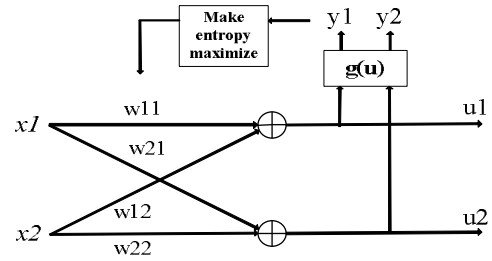 Make
entropy
maximize
y1 y2
g(u)
x1
w11
u1
w21
w12
x2
w22
u2